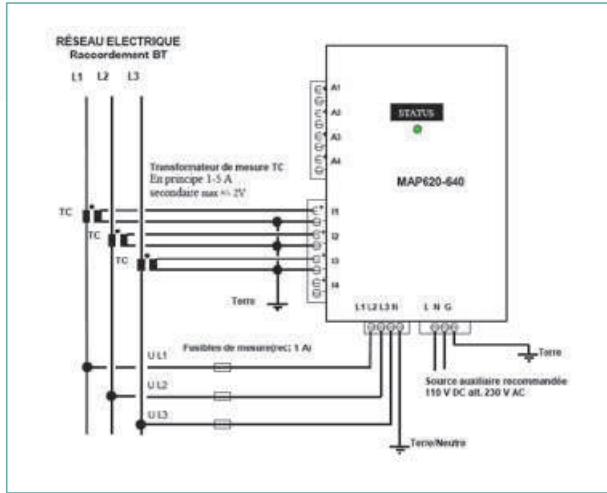 RÉSEAU ELECTRIQUE
Raccordement BT
L1 L2 L3
A1
A2
A3
A4
STATUS
MAP620-640
Transformateur de mesure TC
En principe 1-5 A
secondaire max +/- 2V
TC
TC
TC
I1
I2
I3
I4
Terre
L1 L2 L3 N
L N G
Fusibles de mesure(rec: 1 A)
U L1
U L2
U L3
Terre
Source auxiliaire recommandée
110 V DC alt. 230 V AC
Terre/Neutre